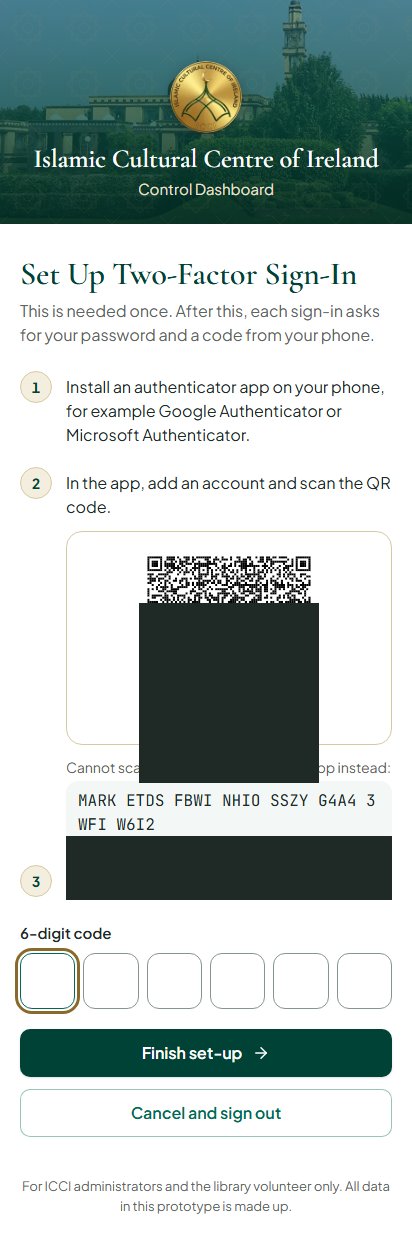 ISLAMIC CULTURAL CENTRE OF IRELAND
Islamic Cultural Centre of Ireland
Control Dashboard
Set Up Two-Factor Sign-In
This is needed once. After this, each sign-in asks
for your password and a code from your phone.
1 Install an authenticator app on your phone,
for example Google Authenticator or
Microsoft Authenticator.
2 In the app, add an account and scan the QR
code.
Cannot instead:
MARK ETDS FBWI NHIO SSZY G4A4 3
WFI W6I2
3
6-digit code
Finish set-up →
Cancel and sign out
For ICCI administrators and the library volunteer only. All data
in this prototype is made up.